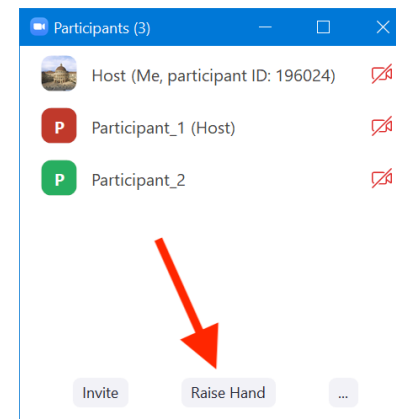 Participants (3)
Host (Me, participant ID: 196024)
P Participant_1 (Host)
P Participant_2
Invite Raise Hand ...